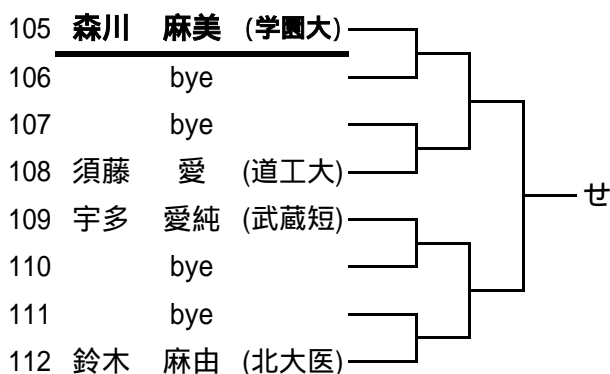 105 森川 麻美 (学園大)
106 bye
107 bye
108 須藤 愛 (道工大)
109 宇多 愛純 (武蔵短)
110 bye
111 bye
112 鈴木 麻由 (北大医)
せ